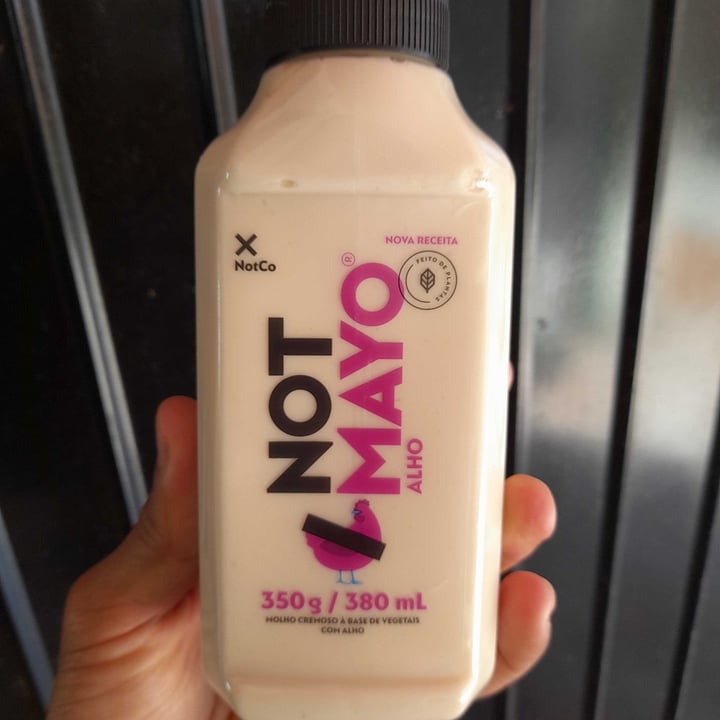 NotCo
NOVA RECEITA
FEITO DE PLANTAS
NOT
MAYO®
ALHO
350g / 380 mL
MOLHO CREMOSO À BASE DE VEGETAIS
COM ALHO